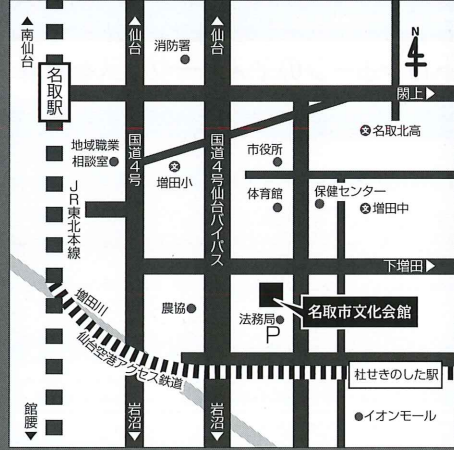 ▲南仙台
▲仙台
▲仙台
N
4
消防署
名取駅
閖上▶
地域職業
相談室
国道4号
増田小
国道4号仙台バイパス
市役所
名取北高
文
文
体育館
保健センター
文
増田中
JR東北本線
下増田▶
増田川
農協
法務局
P
名取市文化会館
仙台空港アクセス鉄道
杜せきのした駅
館腰▼
岩沼▼
岩沼▼
イオンモール